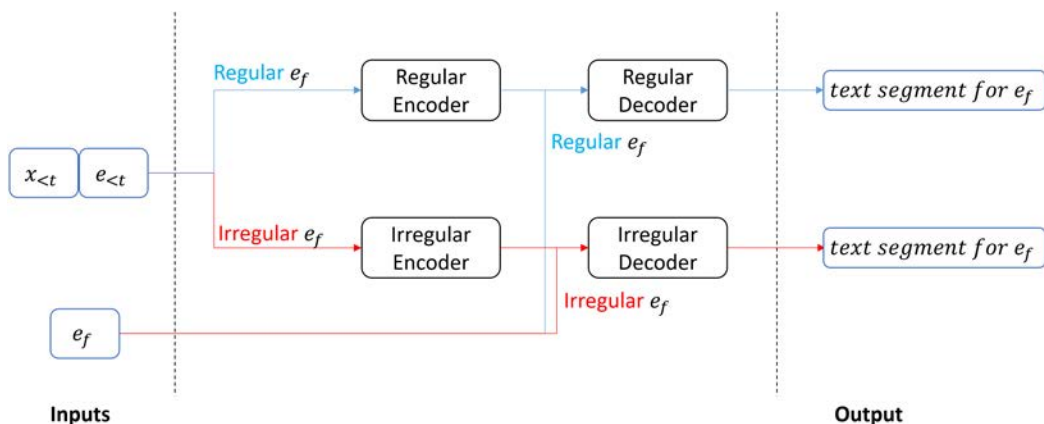 Regular e_f
Regular
Encoder
Regular
Decoder
text segment for e_f
Regular e_f
x_{<t}
e_{<t}
Irregular e_f
Irregular
Encoder
Irregular
Decoder
text segment for e_f
Irregular e_f
e_f
Inputs
Output